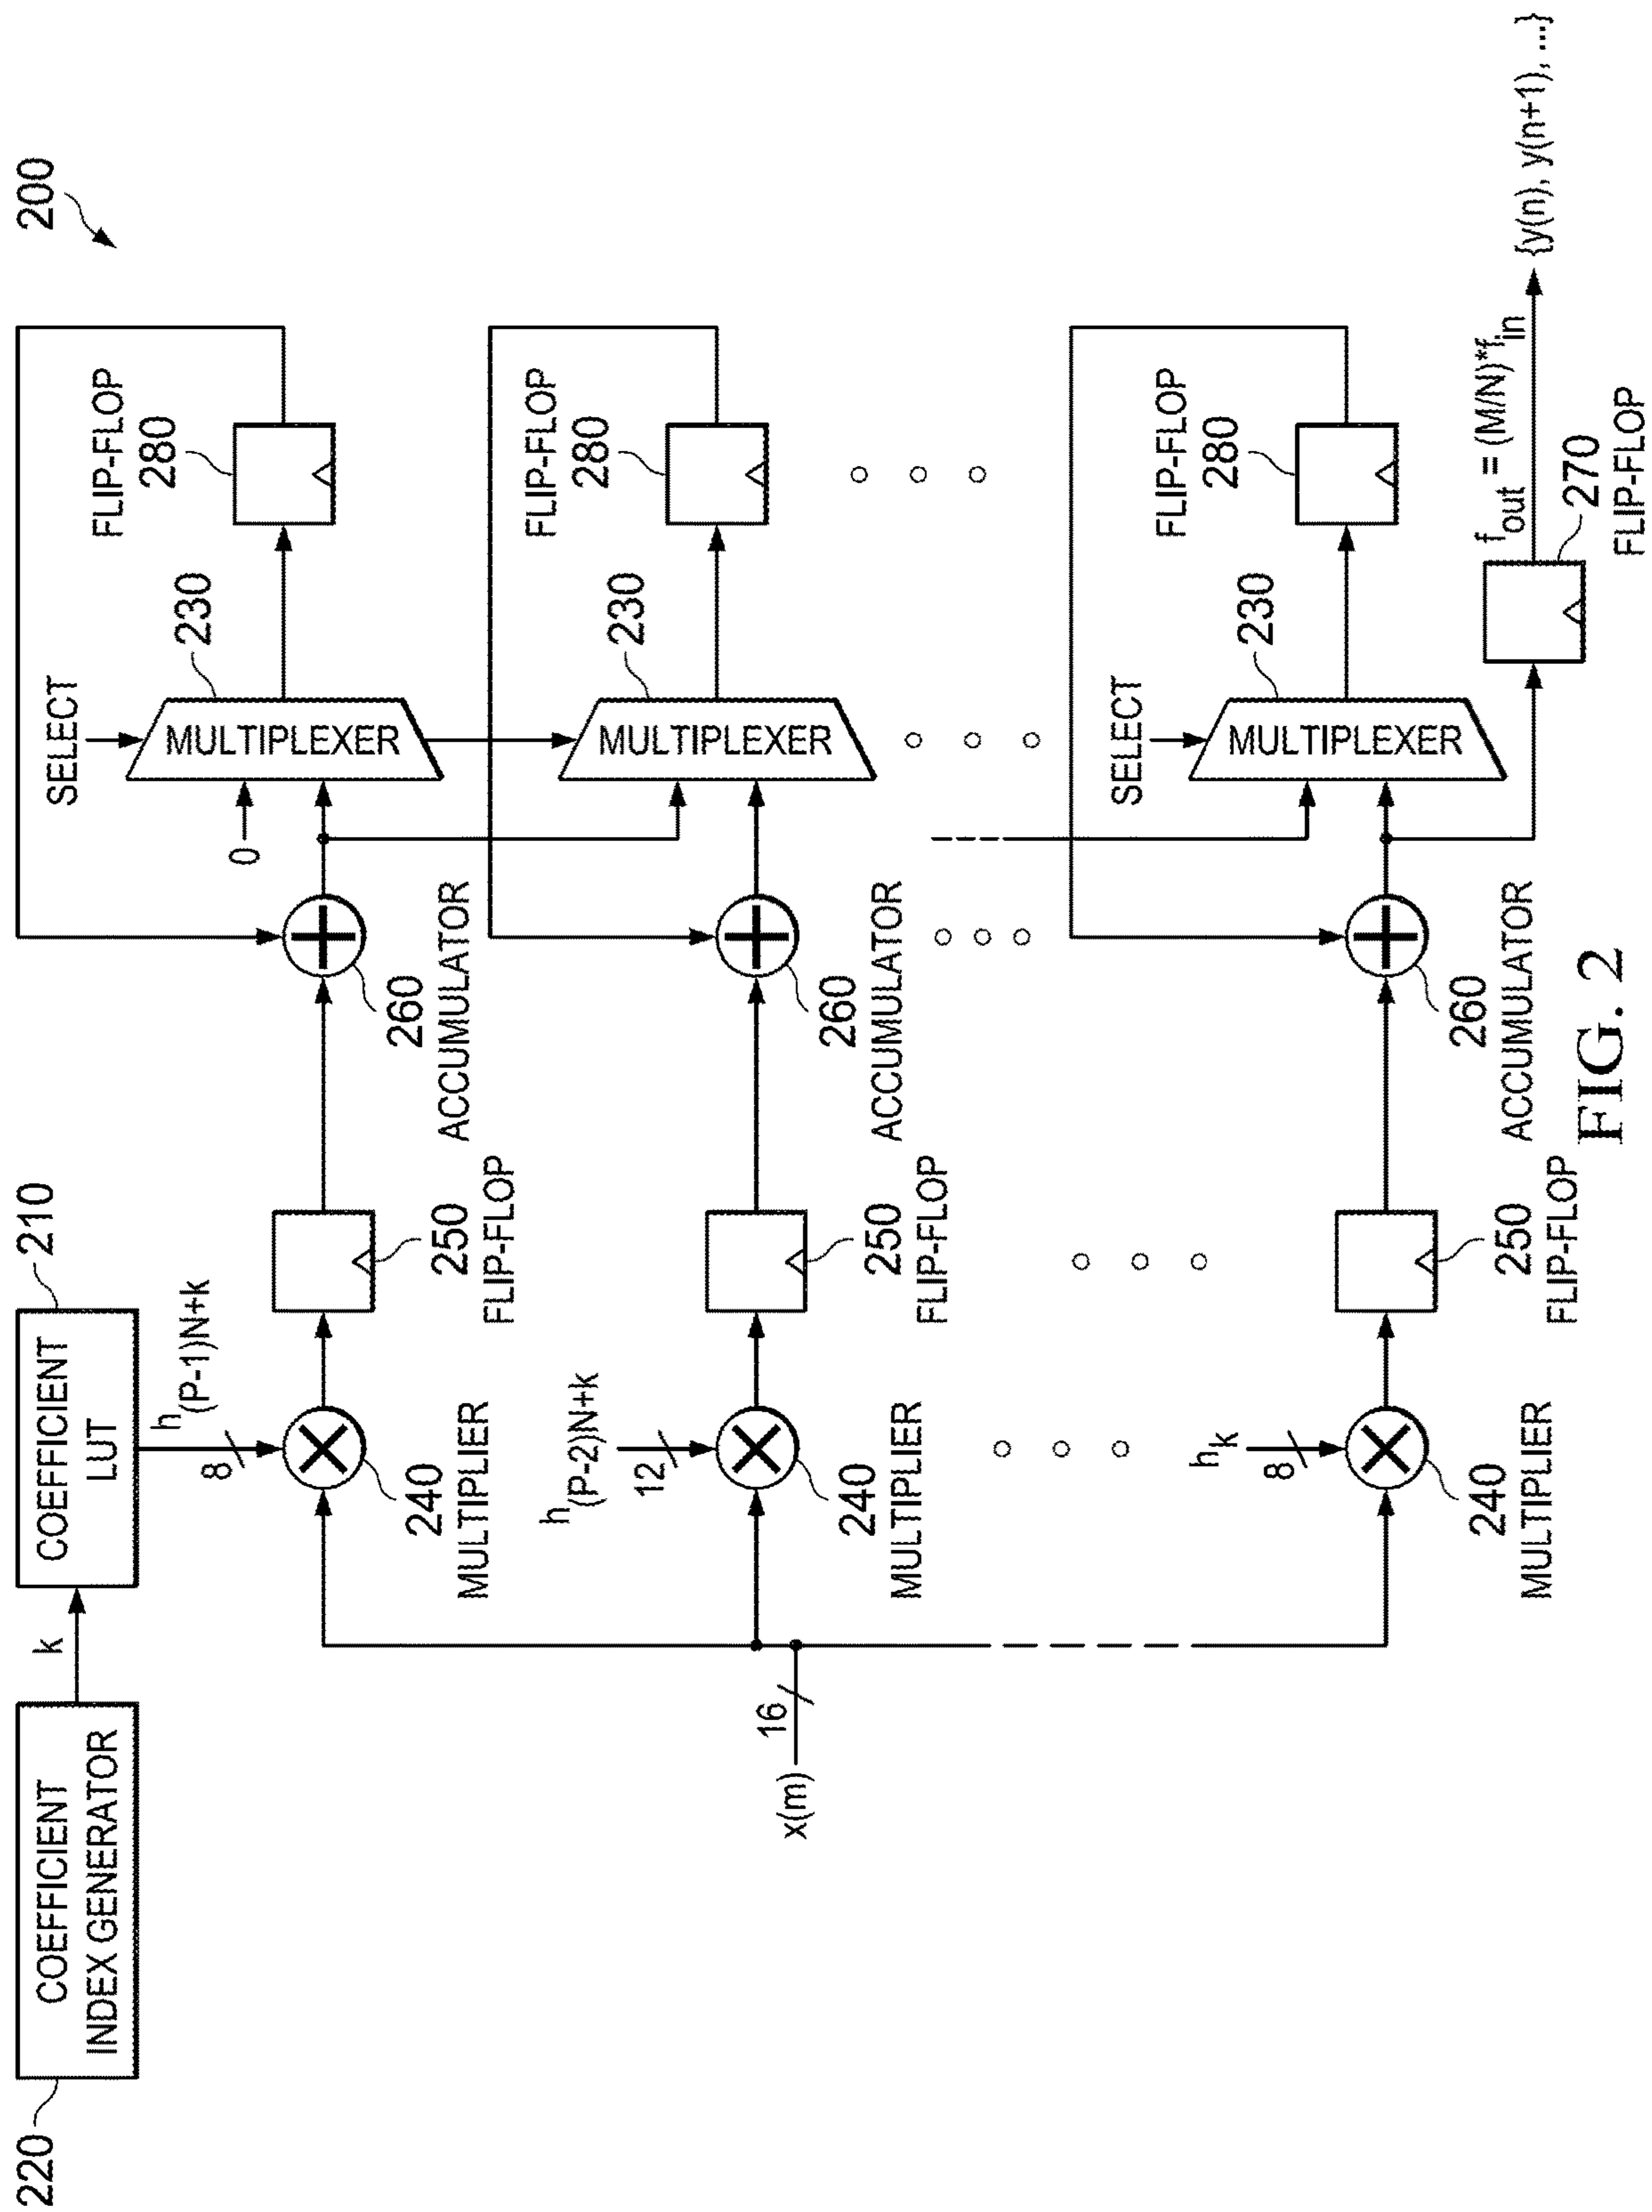 200
220
COEFFICIENT
INDEX GENERATOR
k
COEFFICIENT
LUT
210
h(P-1)N+k
8
240
MULTIPLIER
250
FLIP-FLOP
260
ACCUMULATOR
0
SELECT
MULTIPLEXER
230
FLIP-FLOP
280
x(m)
16
h(P-2)N+k
12
240
MULTIPLIER
250
FLIP-FLOP
260
ACCUMULATOR
MULTIPLEXER
230
FLIP-FLOP
280
hk
8
240
MULTIPLIER
250
FLIP-FLOP
260
ACCUMULATOR
SELECT
MULTIPLEXER
230
FLIP-FLOP
280
fout = (M/N)*fin
{y(n), y(n+1), ...}
270
FLIP-FLOP
FIG. 2